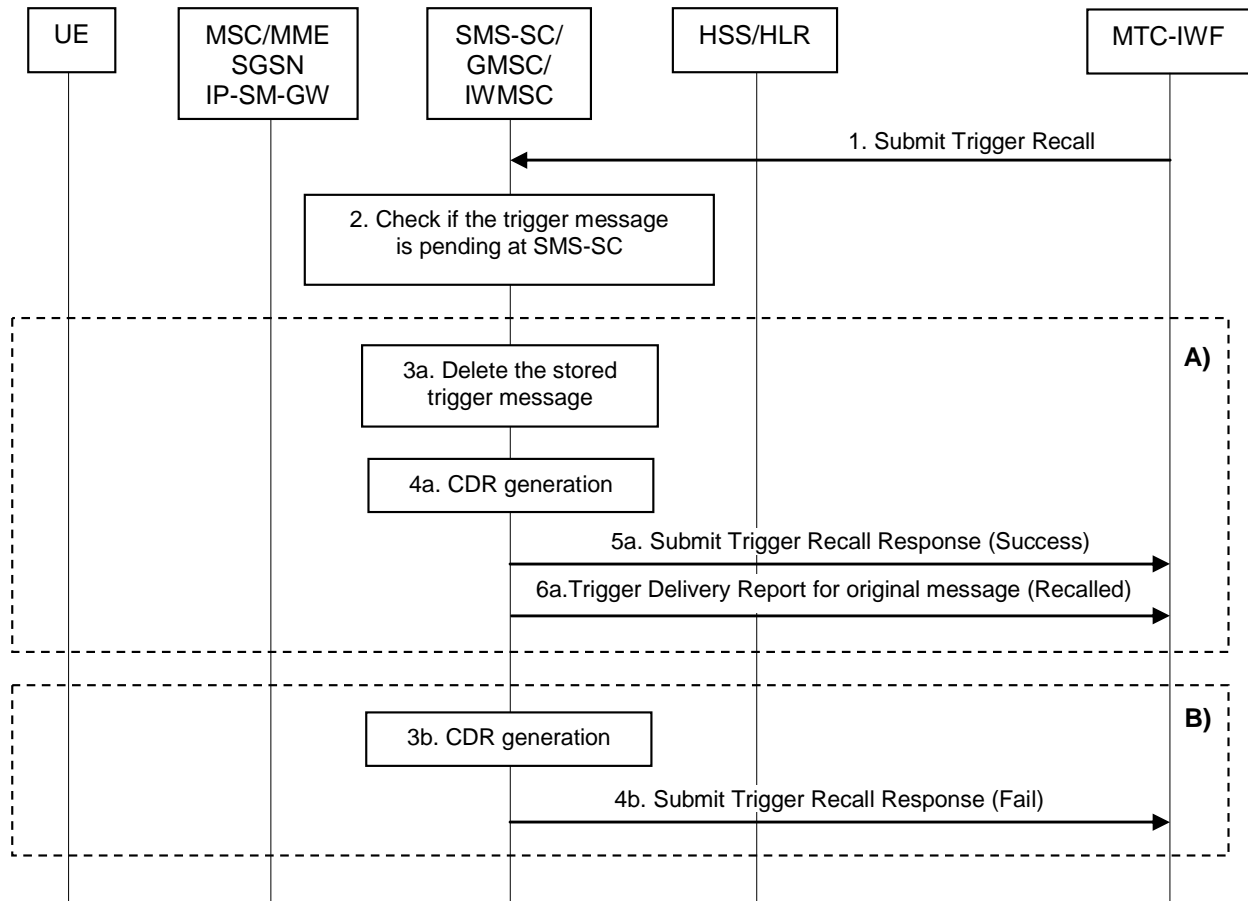 UE
MSC/MME
SGSN
IP-SM-GW
SMS-SC/
GMSC/
IWMSC
HSS/HLR
MTC-IWF
1. Submit Trigger Recall
2. Check if the trigger message
is pending at SMS-SC
A)
3a. Delete the stored
trigger message
4a. CDR generation
5a. Submit Trigger Recall Response (Success)
6a.Trigger Delivery Report for original message (Recalled)
B)
3b. CDR generation
4b. Submit Trigger Recall Response (Fail)